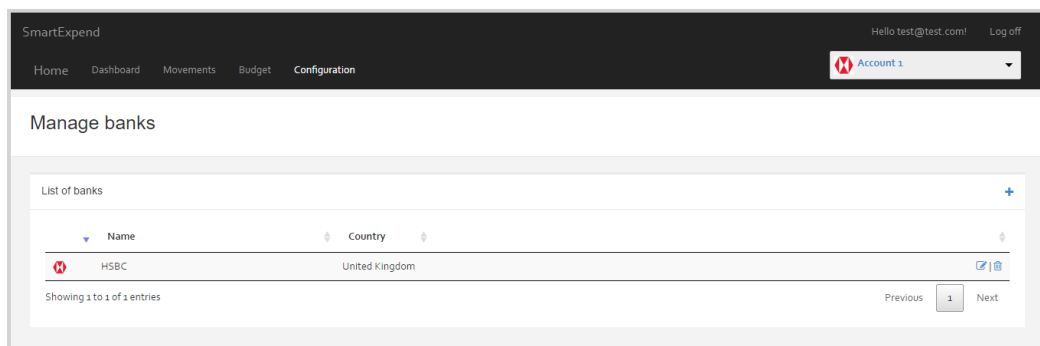 SmartExpend Hello test@test.com! Log off
Home Dashboard Movements Budget Configuration Account 1
Manage banks
List of banks +
Name Country
HSBC United Kingdom |
Showing 1 to 1 of 1 entries Previous 1 Next